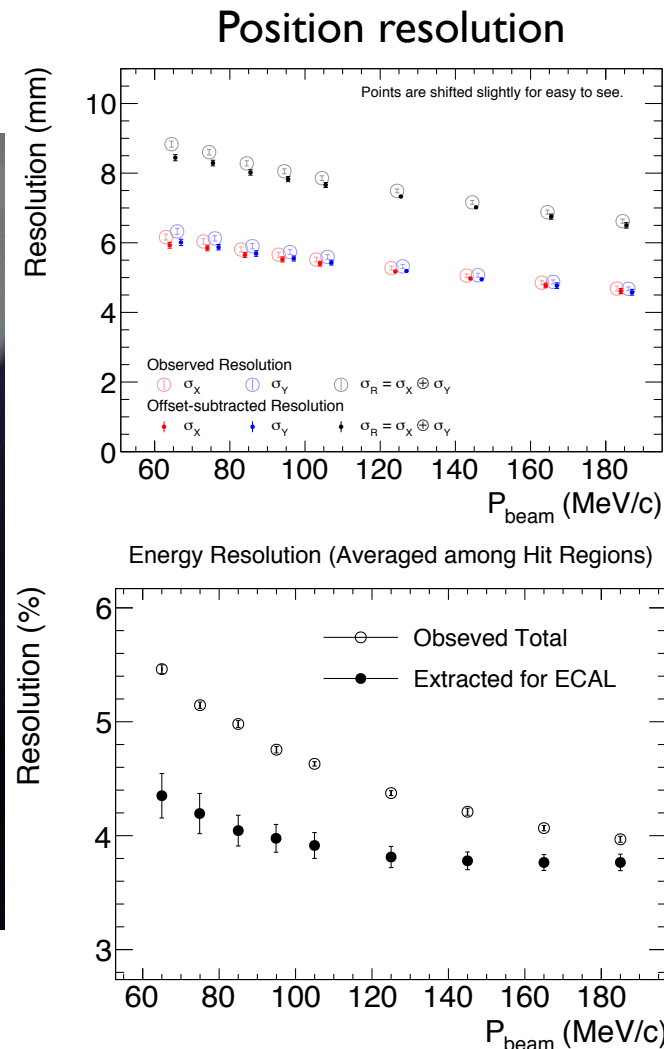 Position resolution
Resolution (mm)
Points are shifted slightly for easy to see.
10
8
6
4
2
0
Observed Resolution
σX σY σR = σX ⊕ σY
Offset-subtracted Resolution
σX σY σR = σX ⊕ σY
60 80 100 120 140 160 180
Pbeam (MeV/c)
Energy Resolution (Averaged among Hit Regions)
Resolution (%)
6
5
4
3
Obseved Total
Extracted for ECAL
60 80 100 120 140 160 180
Pbeam (MeV/c)